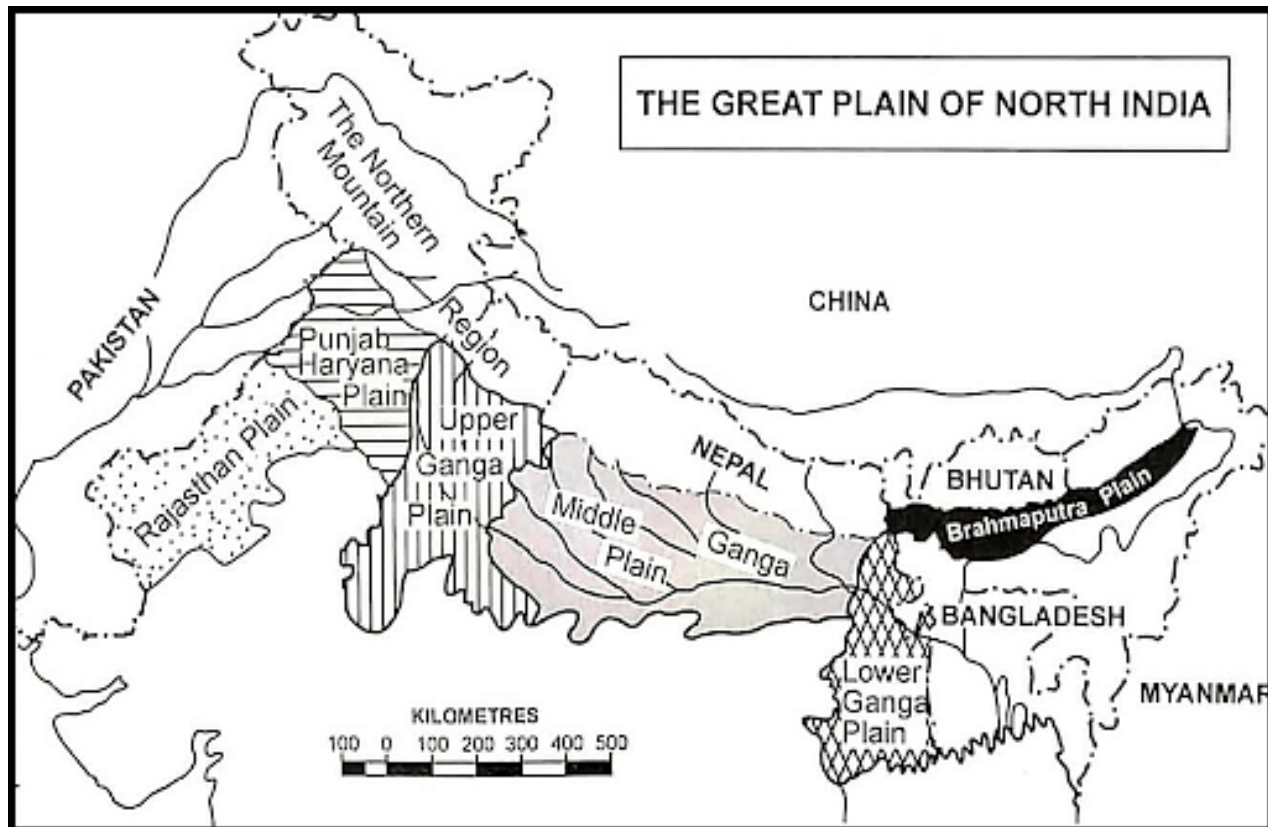 THE GREAT PLAIN OF NORTH INDIA
The Northern
Mountain
Region
PAKISTAN
CHINA
Punjab
Haryana
Plain
Rajasthan Plain
Upper
Ganga
Plain
Middle
Ganga
Plain
NEPAL
BHUTAN
Brahmaputra Plain
BANGLADESH
Lower
Ganga
Plain
MYANMAR
KILOMETRES
100 0 100 200 300 400 500